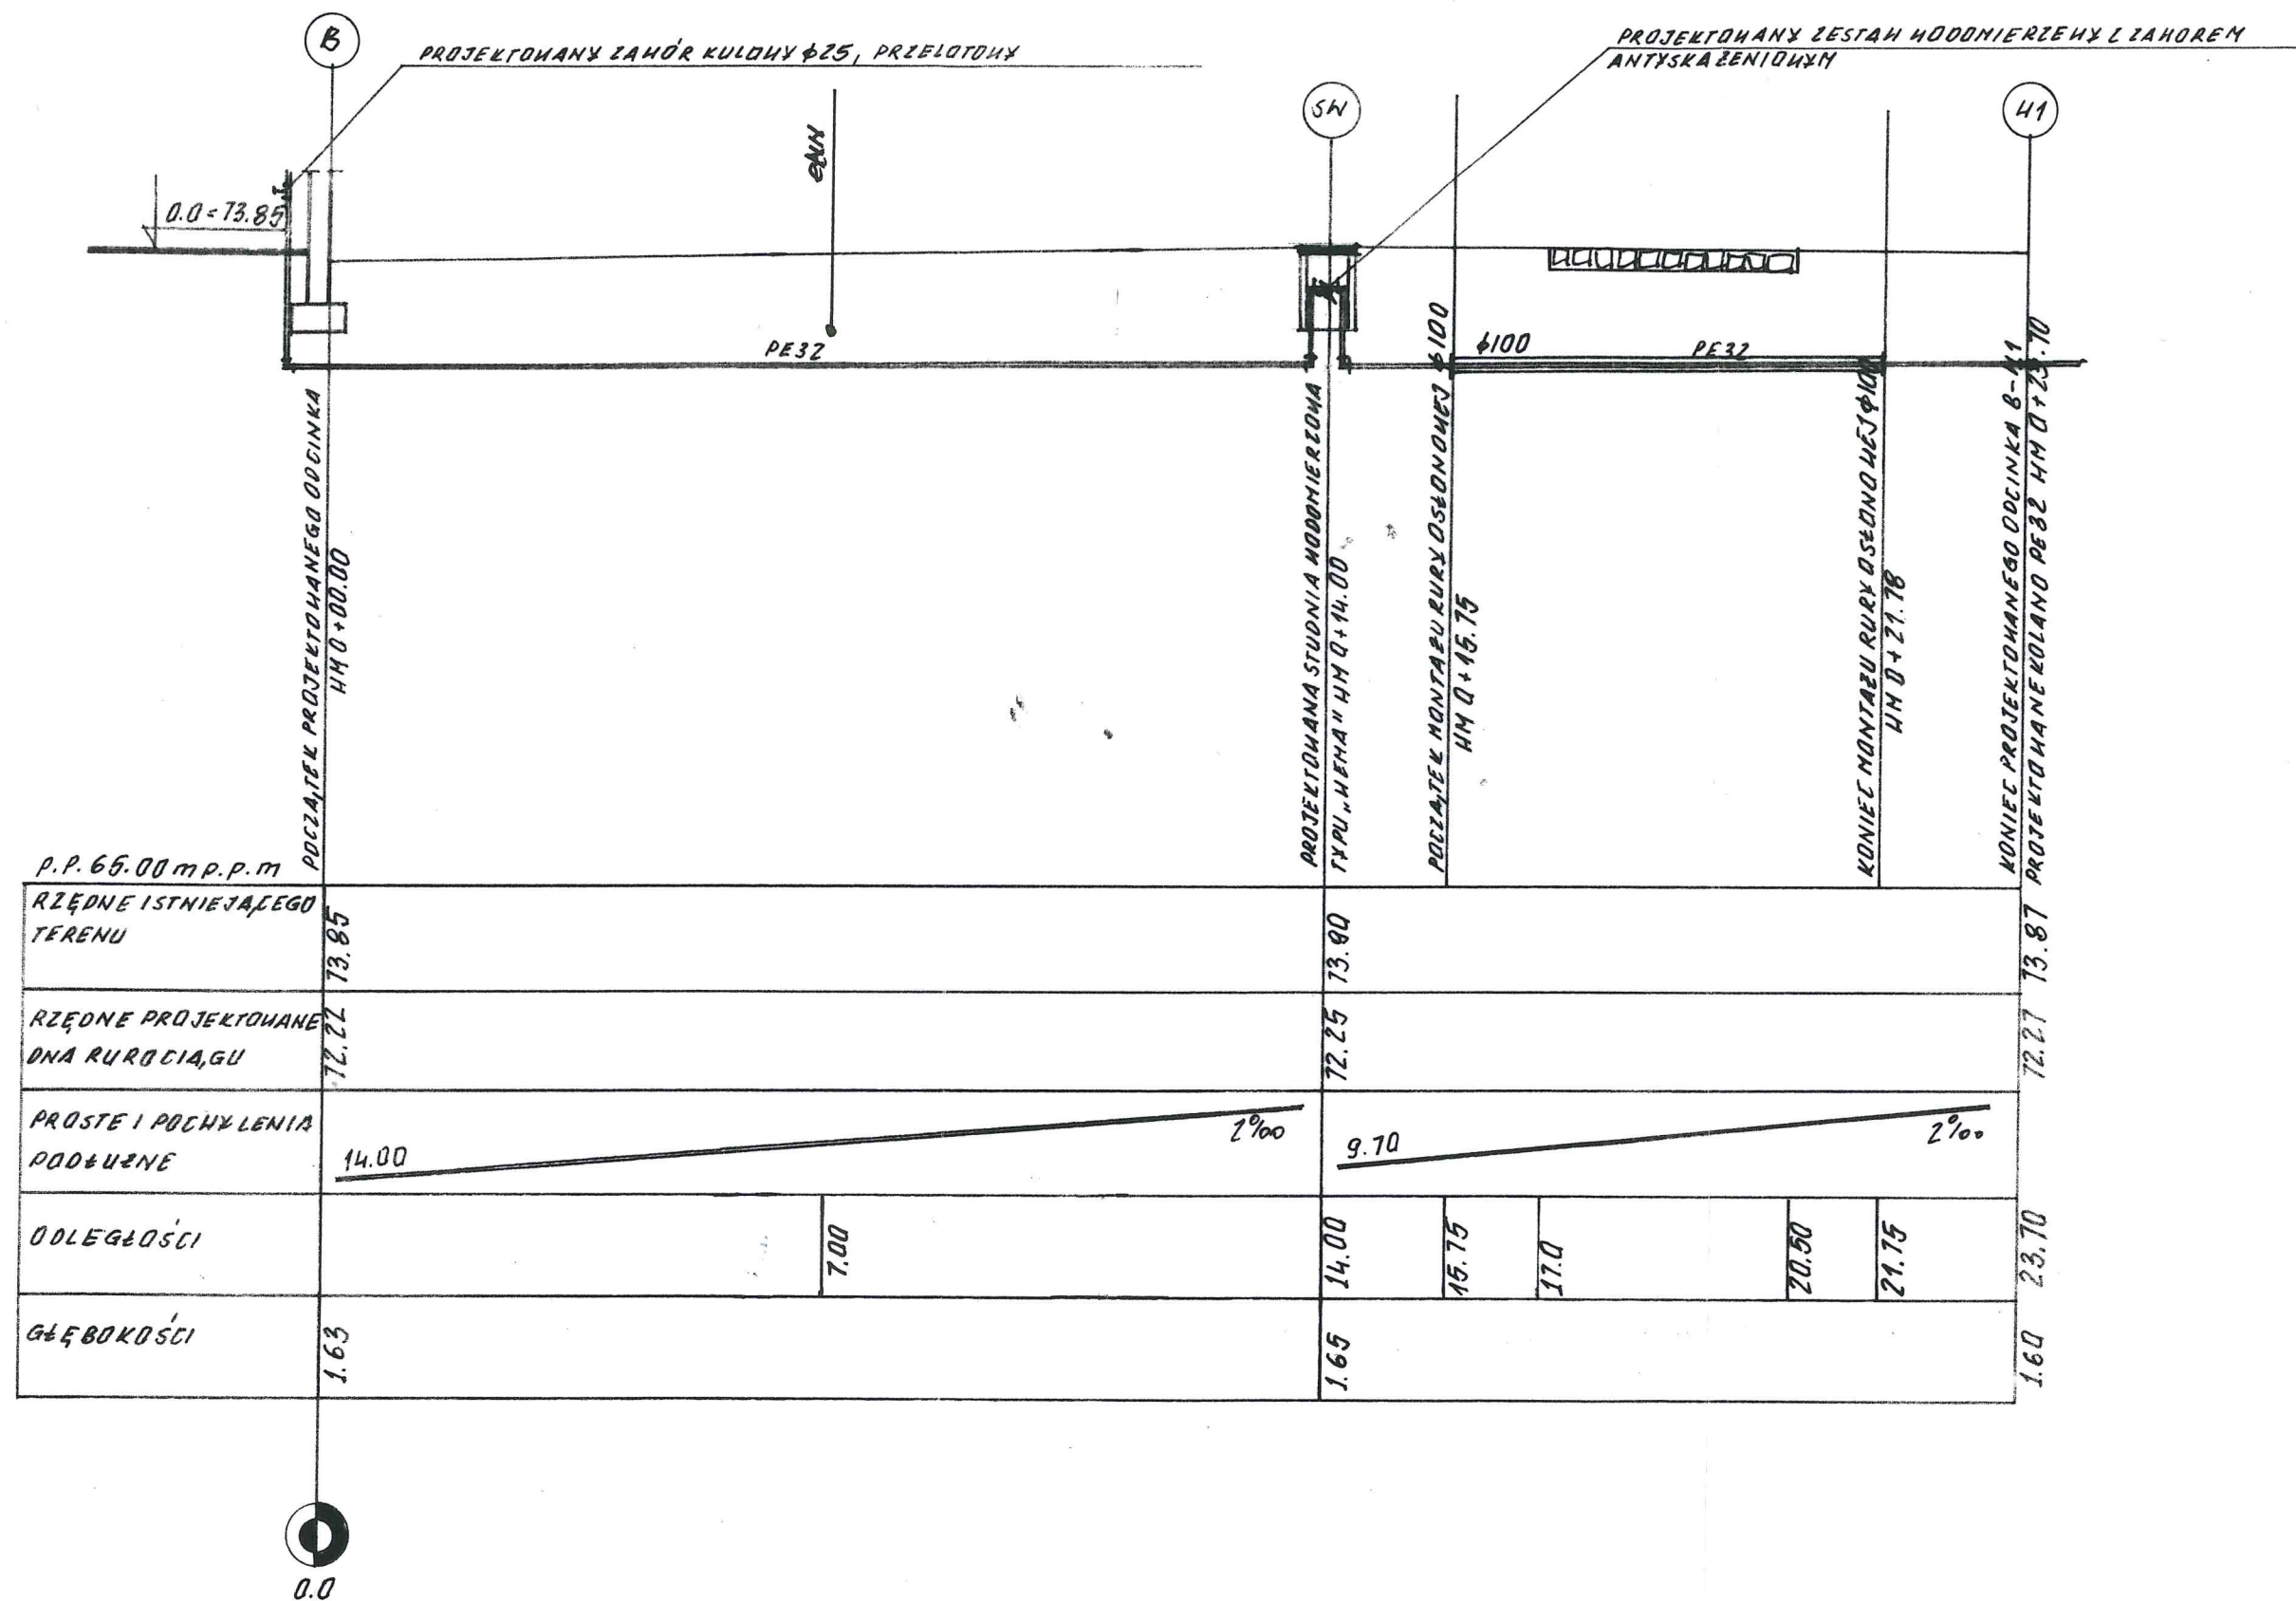 B
PROJEKTOWANY ZAWÓR KULOWY ϕ25, PRZELOTOWY
PROJEKTOWANY ZESTAW WODOMIERZOWY Z ZAWOREM
ANTYSKAŻENIOWYM
SW
W1
eNN
0.0=73.85
PE32
ϕ100
PE32
POCZĄTEK PROJEKTOWANEGO ODCINKA
HM 0+00.00
PROJEKTOWANA STUDNIA WODOMIERZOWA
TYPU „WEMA" HM 0+14.00
POCZĄTEK MONTAŻU RURY OSŁONOWEJ ϕ100
HM 0+15.75
KONIEC MONTAŻU RURY OSŁONOWEJ ϕ100
HM 0+21.78
KONIEC PROJEKTOWANEGO ODCINKA B-W1
PROJEKTOWANE KOLANO PE32 HM 0+23.70
P.P. 65.00 m p.p.m
RZĘDNE ISTNIEJĄCEGO
TERENU
73.85
73.90
73.87
RZĘDNE PROJEKTOWANE
DNA RUROCIĄGU
72.22
72.25
72.27
PROSTE I POCHYLENIA
PODŁUŻNE
14.00
2‰
9.70
2‰
ODLEGŁOŚCI
7.00
14.00
15.75
17.0
20.50
21.75
23.70
GŁĘBOKOŚCI
1.63
1.65
1.60
0.0